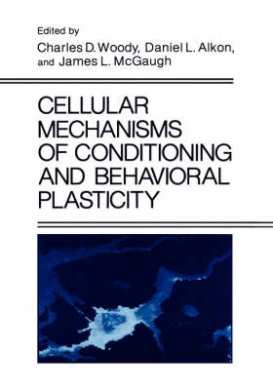 Edited by
Charles D. Woody, Daniel L. Alkon,
and James L. McGaugh
CELLULAR
MECHANISMS
OF CONDITIONING
AND BEHAVIORAL
PLASTICITY